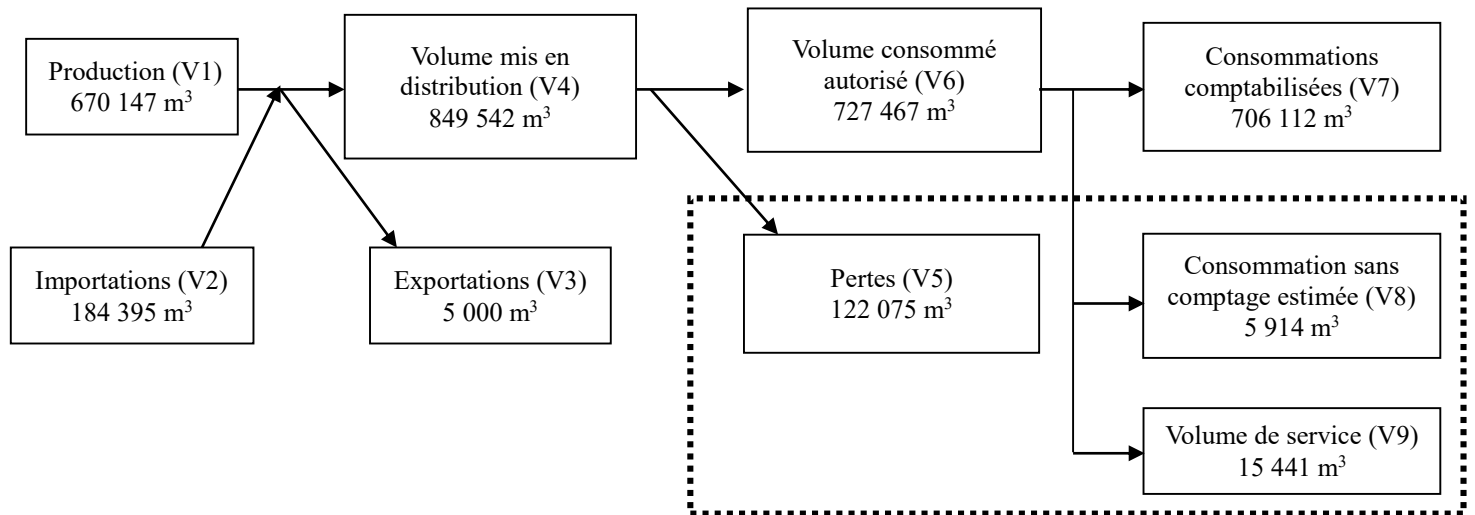 Production (V1)
670 147 m³
Volume mis en
distribution (V4)
849 542 m³
Volume consommé
autorisé (V6)
727 467 m³
Consommations
comptabilisées (V7)
706 112 m³
Importations (V2)
184 395 m³
Exportations (V3)
5 000 m³
Pertes (V5)
122 075 m³
Consommation sans
comptage estimée (V8)
5 914 m³
Volume de service (V9)
15 441 m³